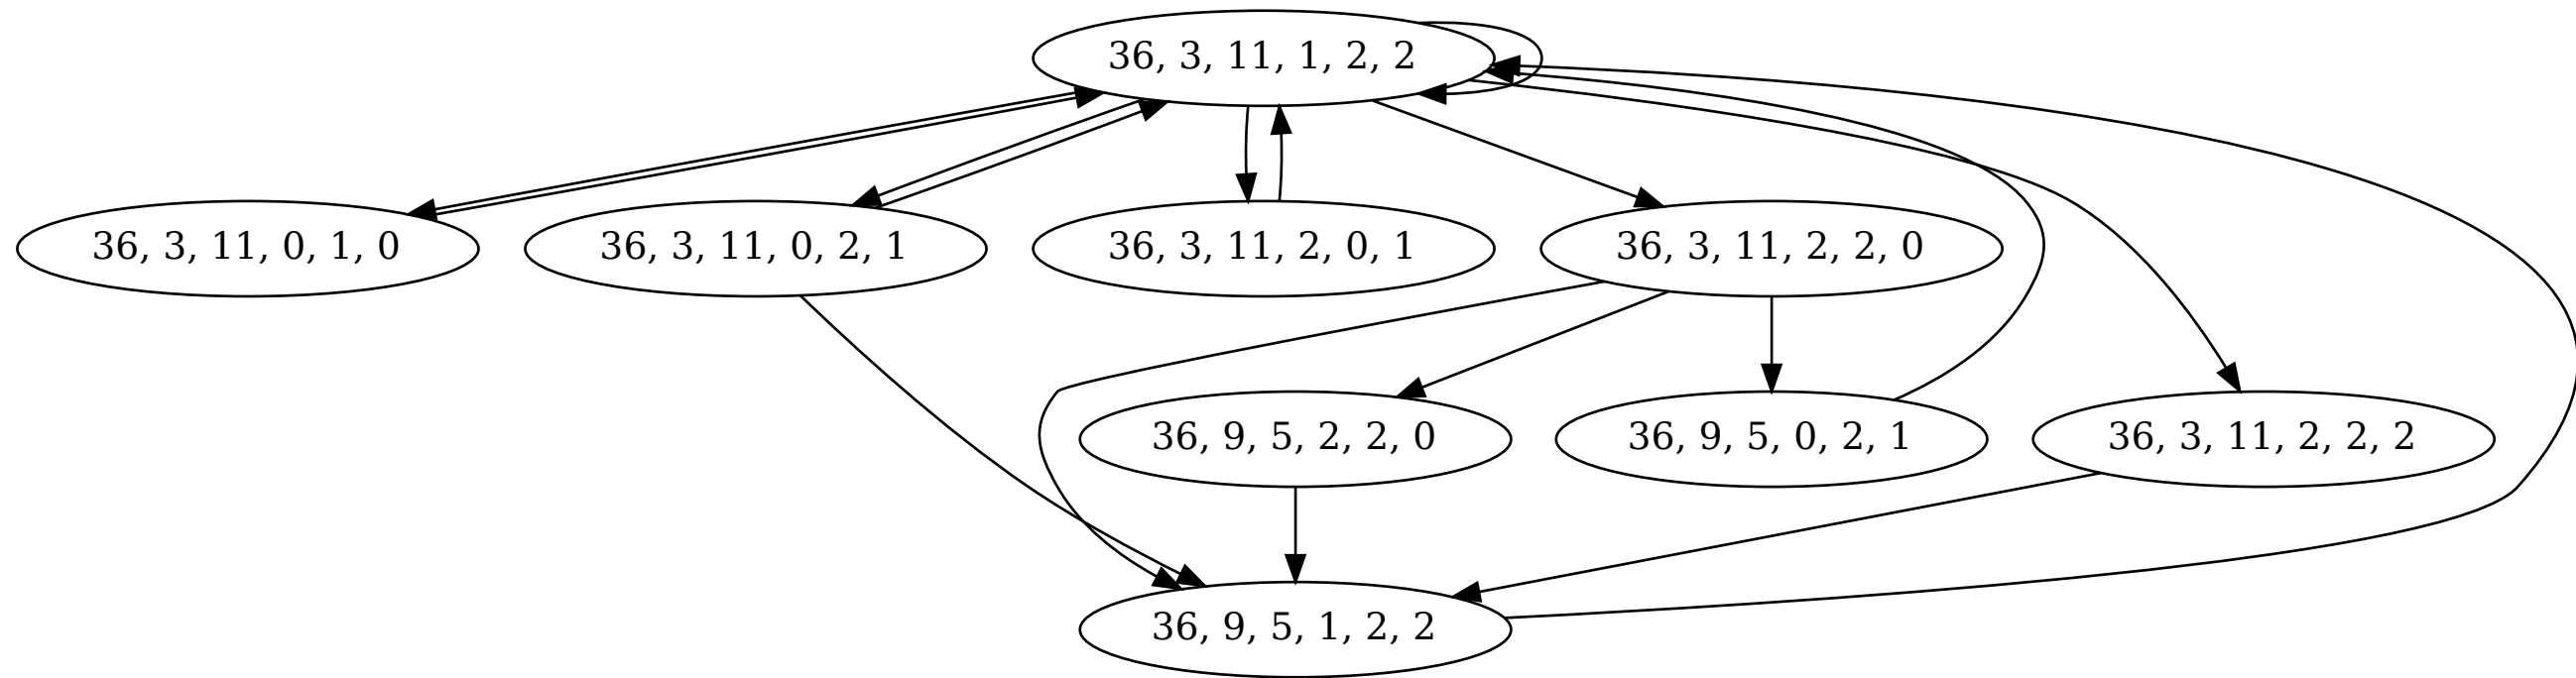 36, 3, 11, 1, 2, 2
36, 3, 11, 0, 1, 0
36, 3, 11, 0, 2, 1
36, 3, 11, 2, 0, 1
36, 3, 11, 2, 2, 0
36, 9, 5, 2, 2, 0
36, 9, 5, 0, 2, 1
36, 3, 11, 2, 2, 2
36, 9, 5, 1, 2, 2